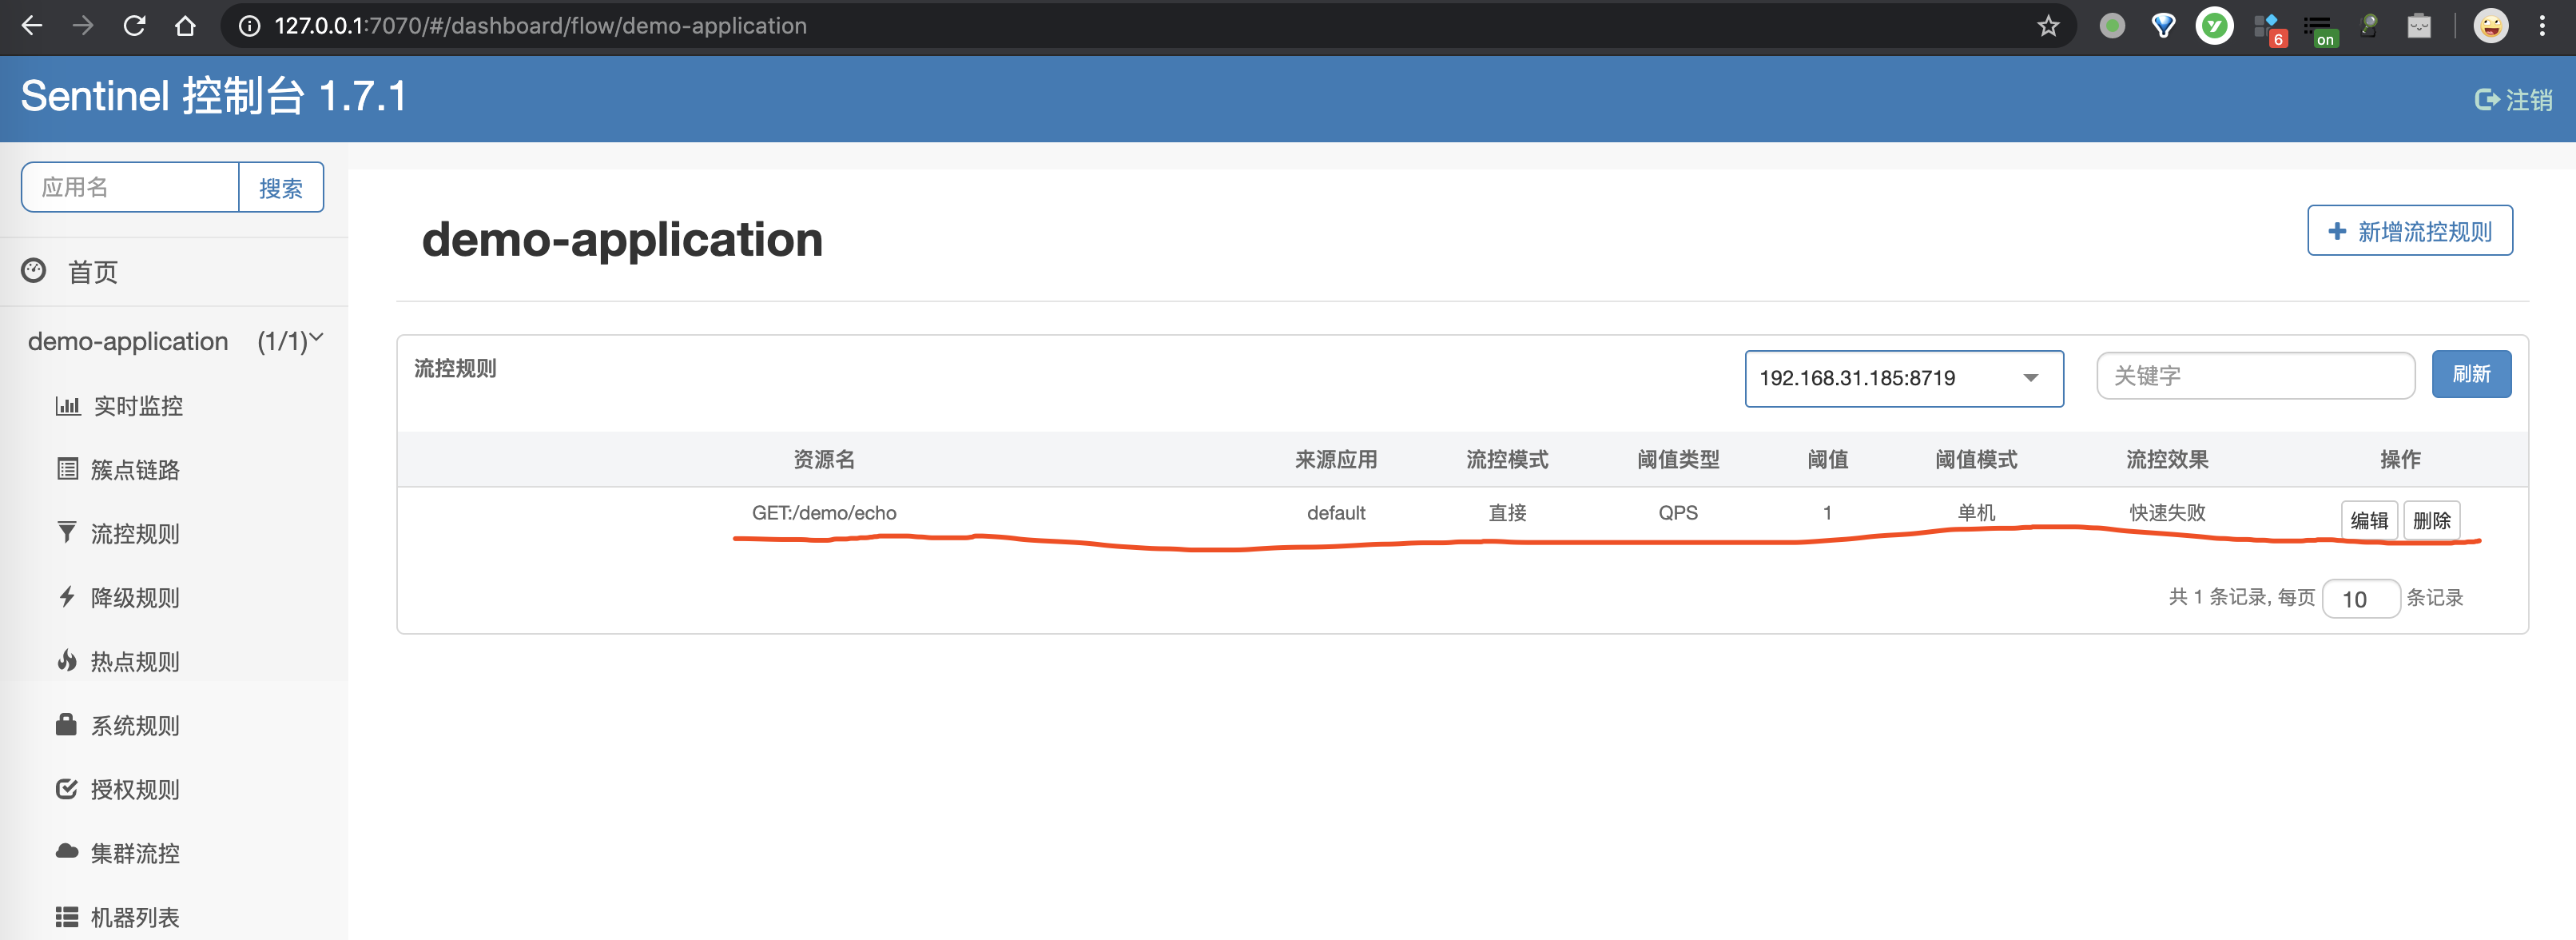 127.0.0.1:7070/#/dashboard/flow/demo-application
6
on
Sentinel 控制台 1.7.1
注销
应用名
搜索
首页
demo-application (1/1)
实时监控
簇点链路
流控规则
降级规则
热点规则
系统规则
授权规则
集群流控
机器列表
demo-application
新增流控规则
流控规则
192.168.31.185:8719
关键字
刷新
资源名 来源应用 流控模式 阈值类型 阈值 阈值模式 流控效果 操作
GET:/demo/echo default 直接 QPS 1 单机 快速失败 编辑 删除
共 1 条记录, 每页 10 条记录